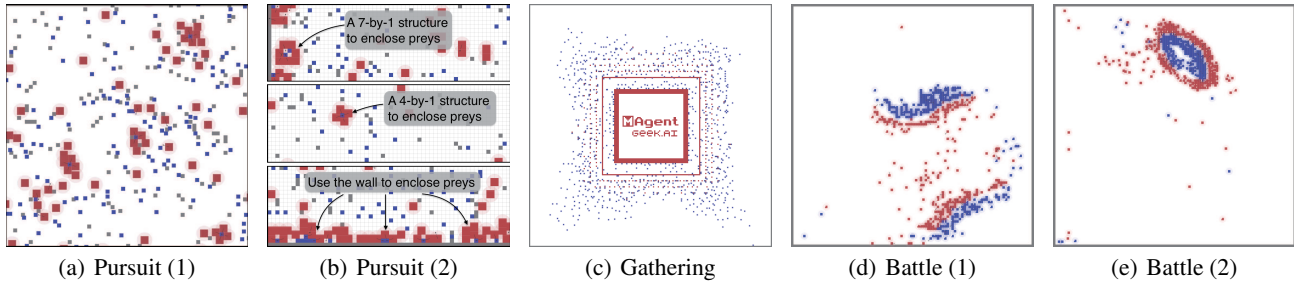 A 7-by-1 structure
to enclose preys
A 4-by-1 structure
to enclose preys
Use the wall to enclose preys
MAgent
GEEK.AI
(a) Pursuit (1)
(b) Pursuit (2)
(c) Gathering
(d) Battle (1)
(e) Battle (2)